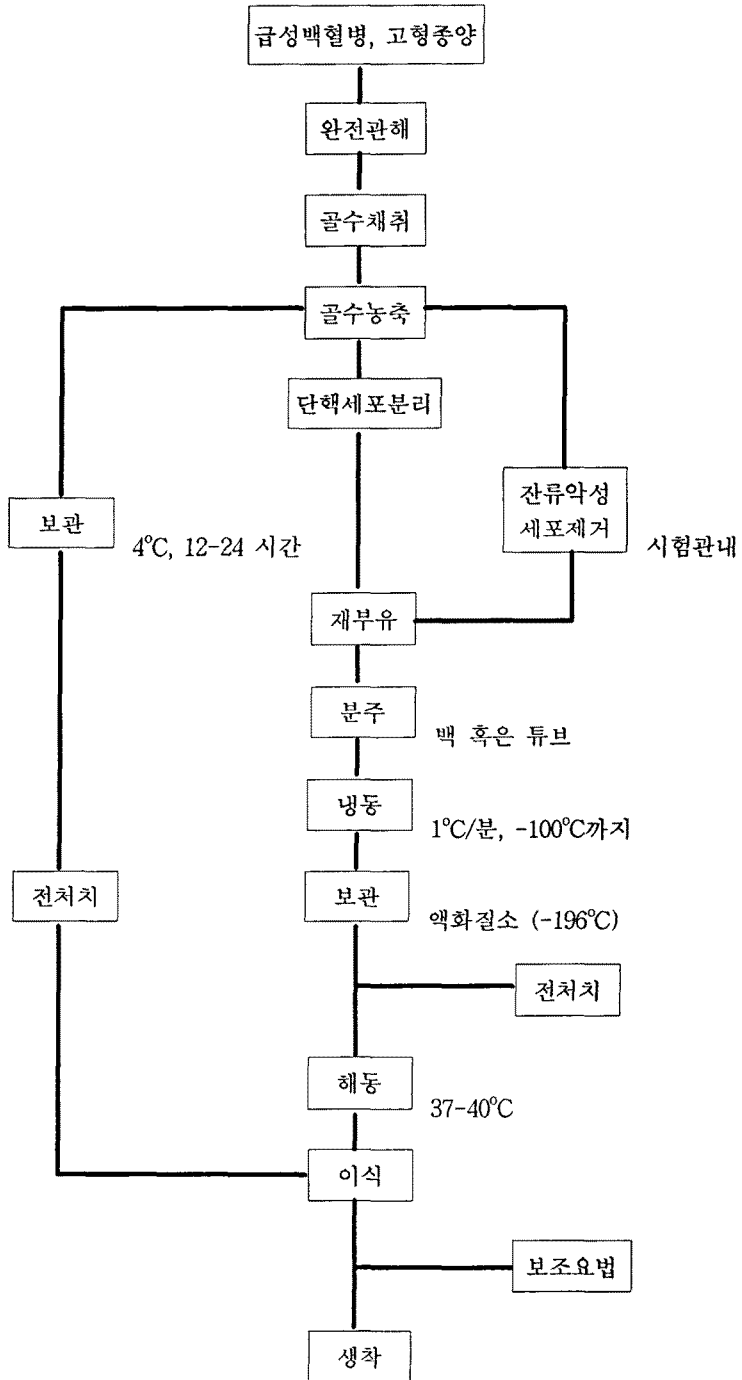 급성백혈병, 고형종양
완전관해
골수채취
골수농축
단핵세포분리
잔류악성
세포제거
시험관내
보관
4°C, 12-24 시간
재부유
분주
백 혹은 튜브
냉동
1°C/분, -100°C까지
전처치
보관
액화질소 (-196°C)
전처치
해동
37-40°C
이식
보조요법
생착